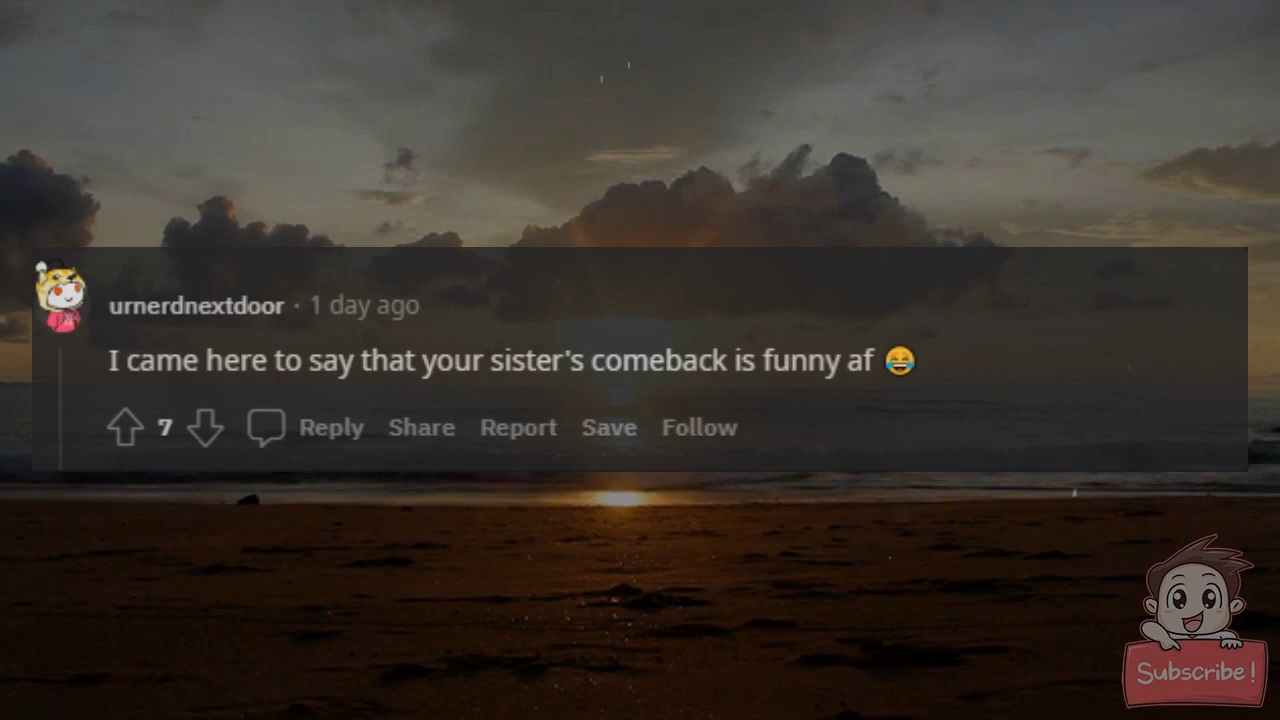 urnerdnextdoor · 1 day ago
I came here to say that your sister's comeback is funny af 😂
7 Reply Share Report Save Follow
Subscribe!